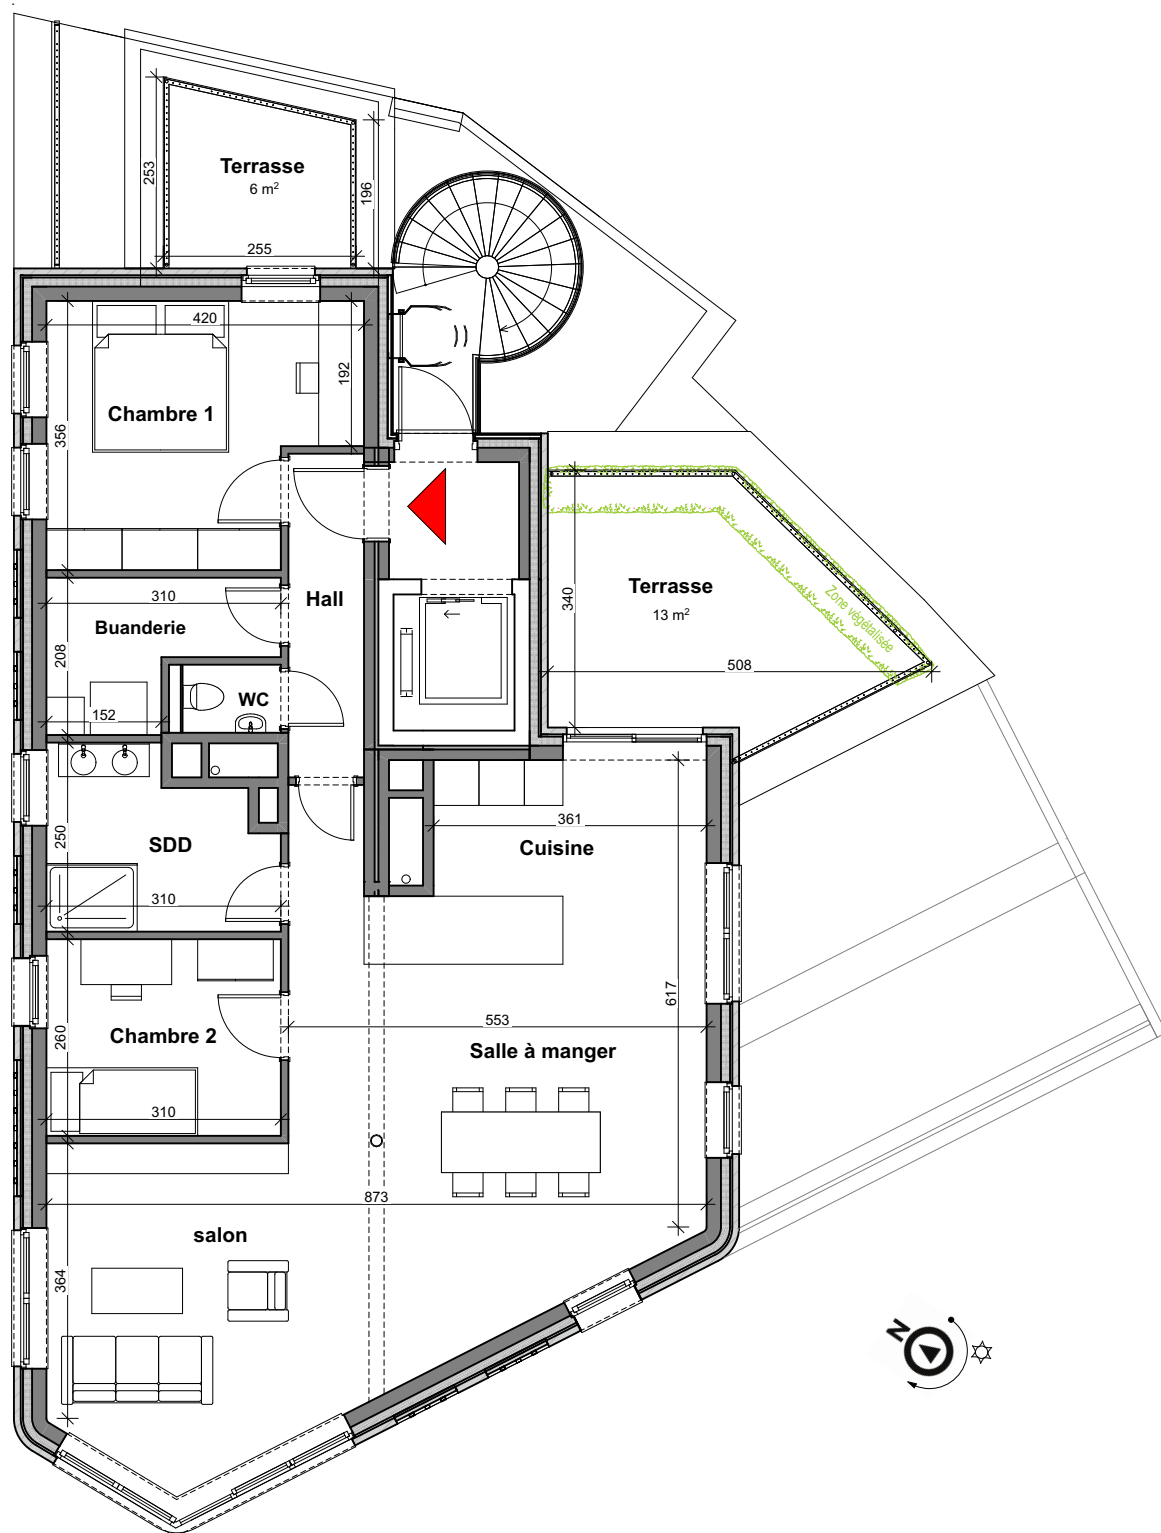 Terrasse
6 m²
253
196
255
420
192
Chambre 1
356
Hall
310
Buanderie
208
WC
152
340
Terrasse
13 m²
Zone végétalisée
508
361
Cuisine
SDD
250
310
617
553
Chambre 2
260
Salle à manger
310
873
salon
364
N